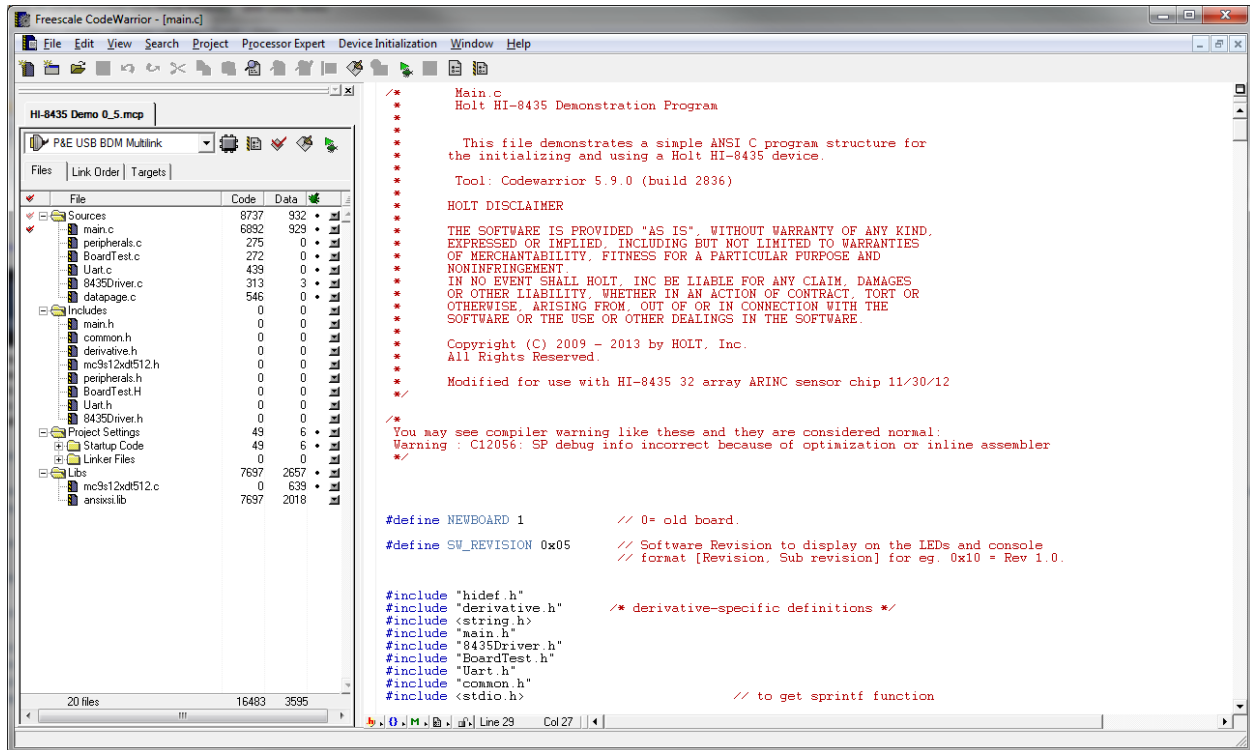 Freescale CodeWarrior - [main.c]
File Edit View Search Project Processor Expert Device Initialization Window Help
HI-8435 Demo 0_5.mcp
P&E USB BDM Multilink
Files Link Order Targets
File Code Data
Sources 8737 932
main.c 6892 929
peripherals.c 275 0
BoardTest.c 272 0
Uart.c 439 0
8435Driver.c 313 3
datapage.c 546 0
Includes 0 0
main.h 0 0
common.h 0 0
derivative.h 0 0
mc9s12xdt512.h 0 0
peripherals.h 0 0
BoardTest.H 0 0
Uart.h 0 0
8435Driver.h 0 0
Project Settings 49 6
Startup Code 49 6
Linker Files 0 0
Libs 7697 2657
mc9s12xdt512.c 0 639
ansixsi.lib 7697 2018
20 files 16483 3595
/* Main.c
* Holt HI-8435 Demonstration Program
*
*
* This file demonstrates a simple ANSI C program structure for
* the initializing and using a Holt HI-8435 device.
*
* Tool: Codewarrior 5.9.0 (build 2836)
*
* HOLT DISCLAIMER
*
* THE SOFTWARE IS PROVIDED "AS IS", WITHOUT WARRANTY OF ANY KIND,
* EXPRESSED OR IMPLIED, INCLUDING BUT NOT LIMITED TO WARRANTIES
* OF MERCHANTABILITY, FITNESS FOR A PARTICULAR PURPOSE AND
* NONINFRINGEMENT.
* IN NO EVENT SHALL HOLT, INC BE LIABLE FOR ANY CLAIM, DAMAGES
* OR OTHER LIABILITY, WHETHER IN AN ACTION OF CONTRACT, TORT OR
* OTHERWISE, ARISING FROM, OUT OF OR IN CONNECTION WITH THE
* SOFTWARE OR THE USE OR OTHER DEALINGS IN THE SOFTWARE.
*
* Copyright (C) 2009 - 2013 by HOLT, Inc.
* All Rights Reserved.
*
* Modified for use with HI-8435 32 array ARINC sensor chip 11/30/12
*/
/*
You may see compiler warning like these and they are considered normal:
Warning : C12056: SP debug info incorrect because of optimization or inline assembler
*/
#define NEWBOARD 1 // 0= old board.
#define SW_REVISION 0x05 // Software Revision to display on the LEDs and console
// format [Revision, Sub revision] for eg. 0x10 = Rev 1.0.
#include "hidef.h"
#include "derivative.h" /* derivative-specific definitions */
#include <string.h>
#include "main.h"
#include "8435Driver.h"
#include "BoardTest.h"
#include "Uart.h"
#include "common.h"
#include <stdio.h> // to get sprintf function
Line 29 Col 27